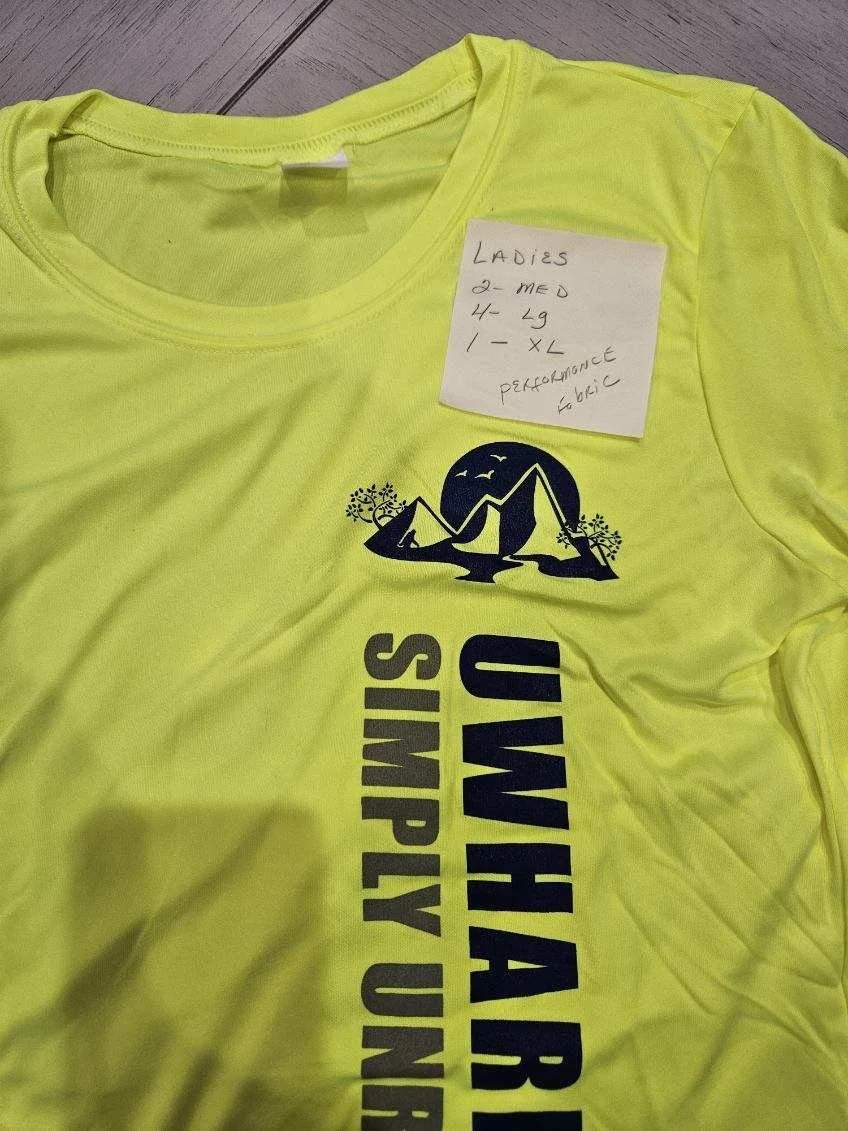 LADiES
2- MED
4- Lg
1 - XL
PERFORMANCE
fabric
UWHAR
SIMPLY UNR